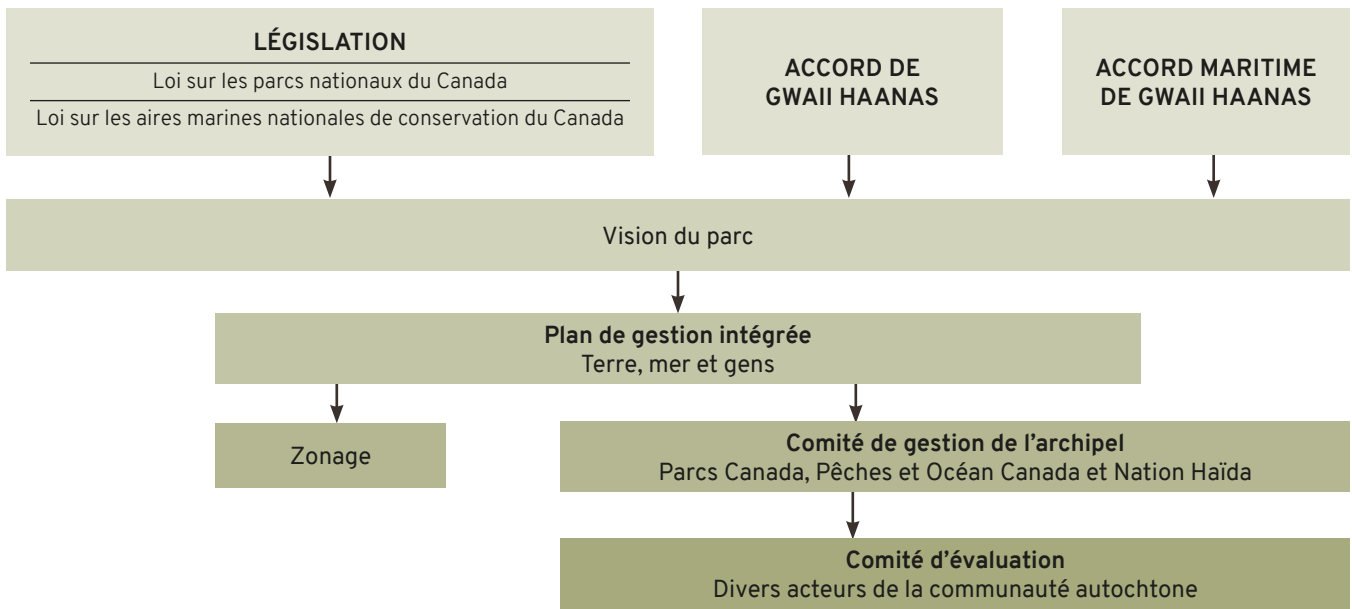 LÉGISLATION
Loi sur les parcs nationaux du Canada
Loi sur les aires marines nationales de conservation du Canada
ACCORD DE
GWAII HAANAS
ACCORD MARITIME
DE GWAII HAANAS
Vision du parc
Plan de gestion intégrée
Terre, mer et gens
Zonage
Comité de gestion de l’archipel
Parcs Canada, Pêches et Océan Canada et Nation Haïda
Comité d’évaluation
Divers acteurs de la communauté autochtone